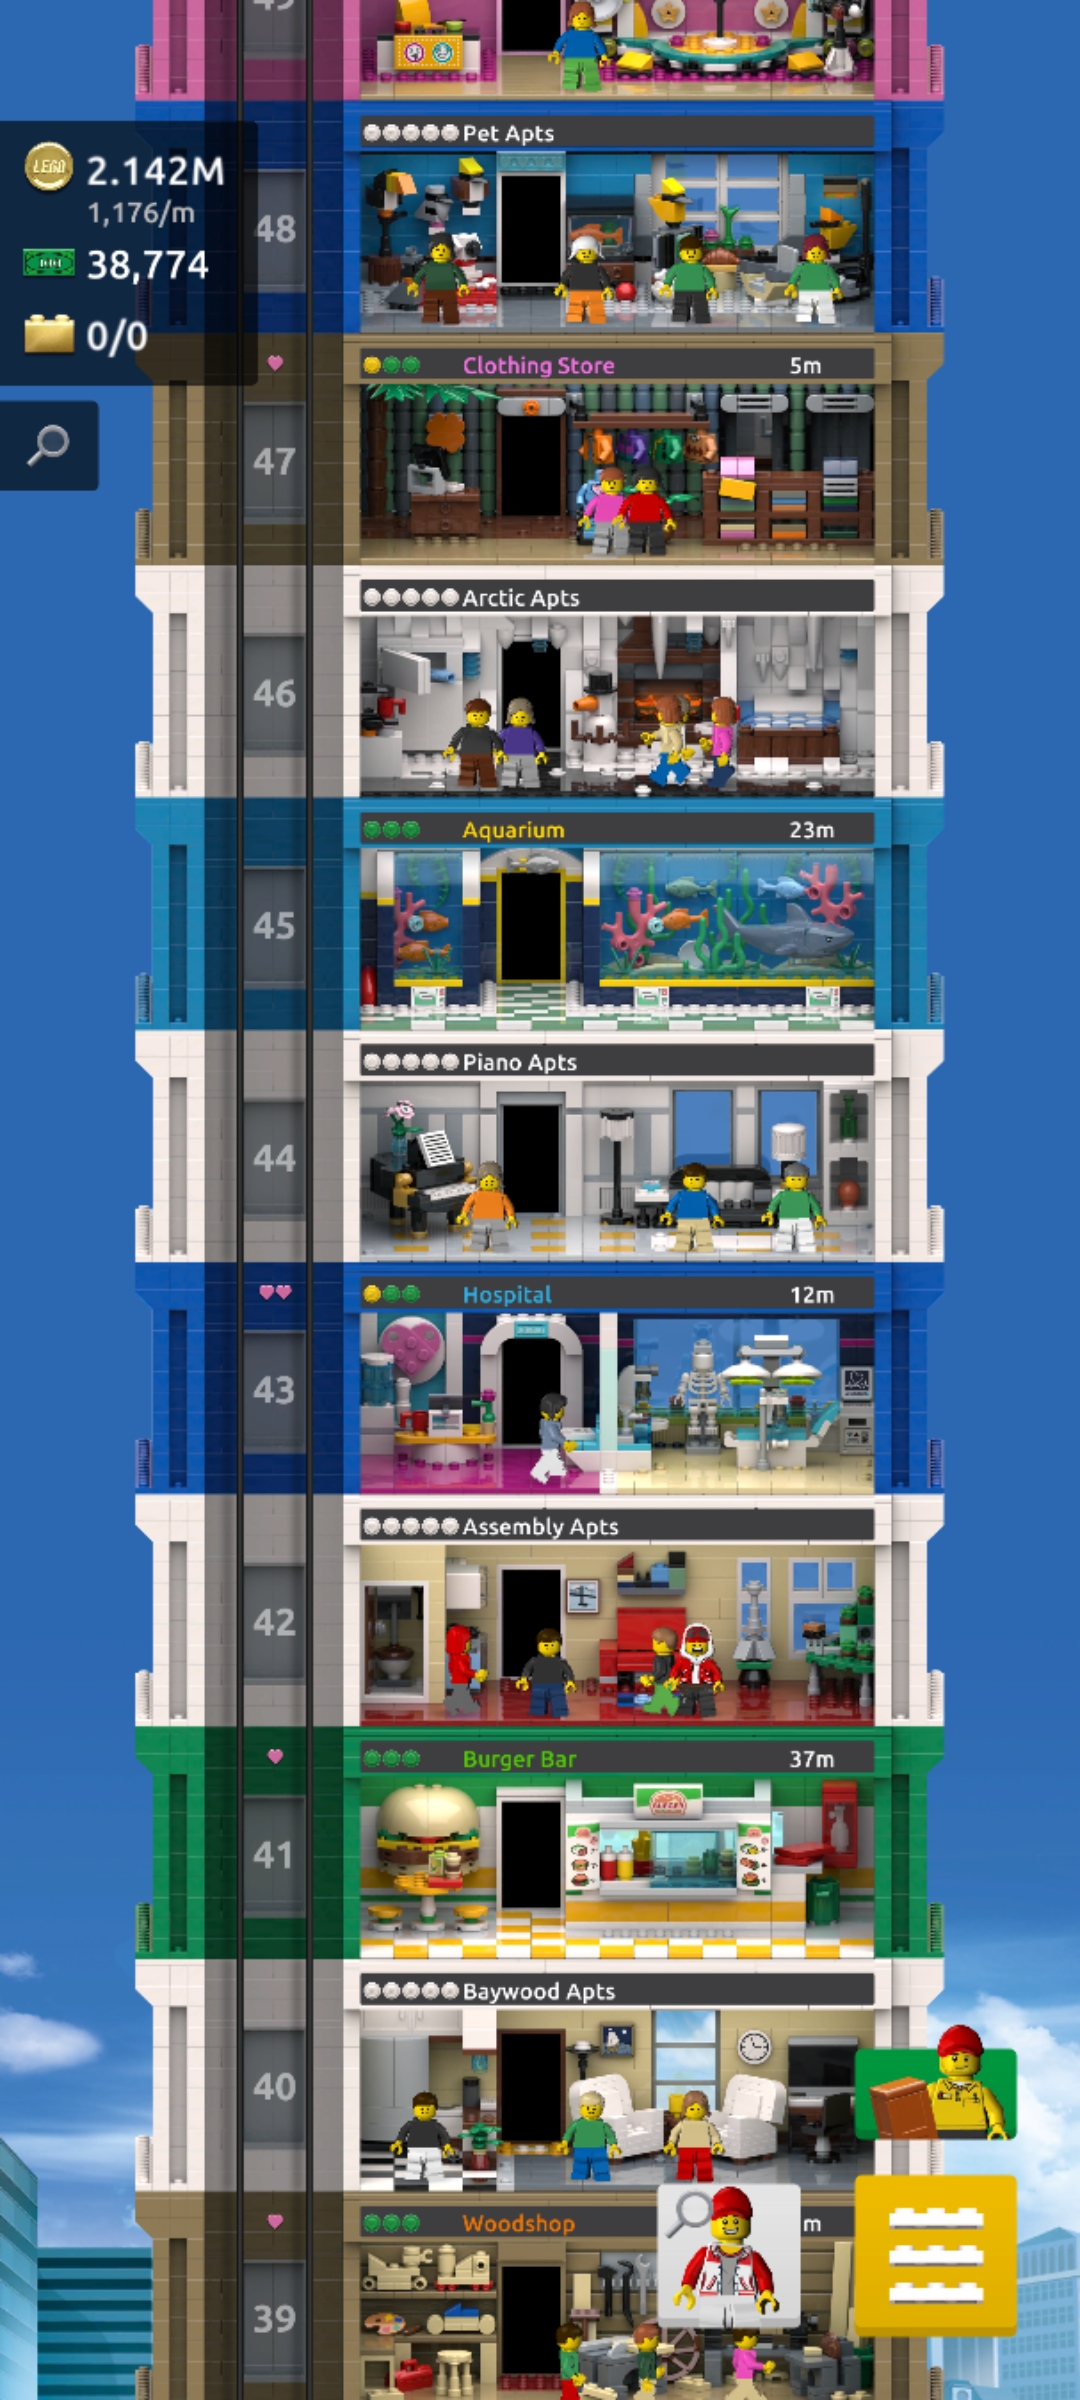 Pet Apts
LEGO 2.142M
1,176/m
48
38,774
0/0
Clothing Store 5m
47
Arctic Apts
46
Aquarium 23m
45
Piano Apts
44
Hospital 12m
43
Assembly Apts
42
Burger Bar 37m
41
Baywood Apts
40
Woodshop m
39